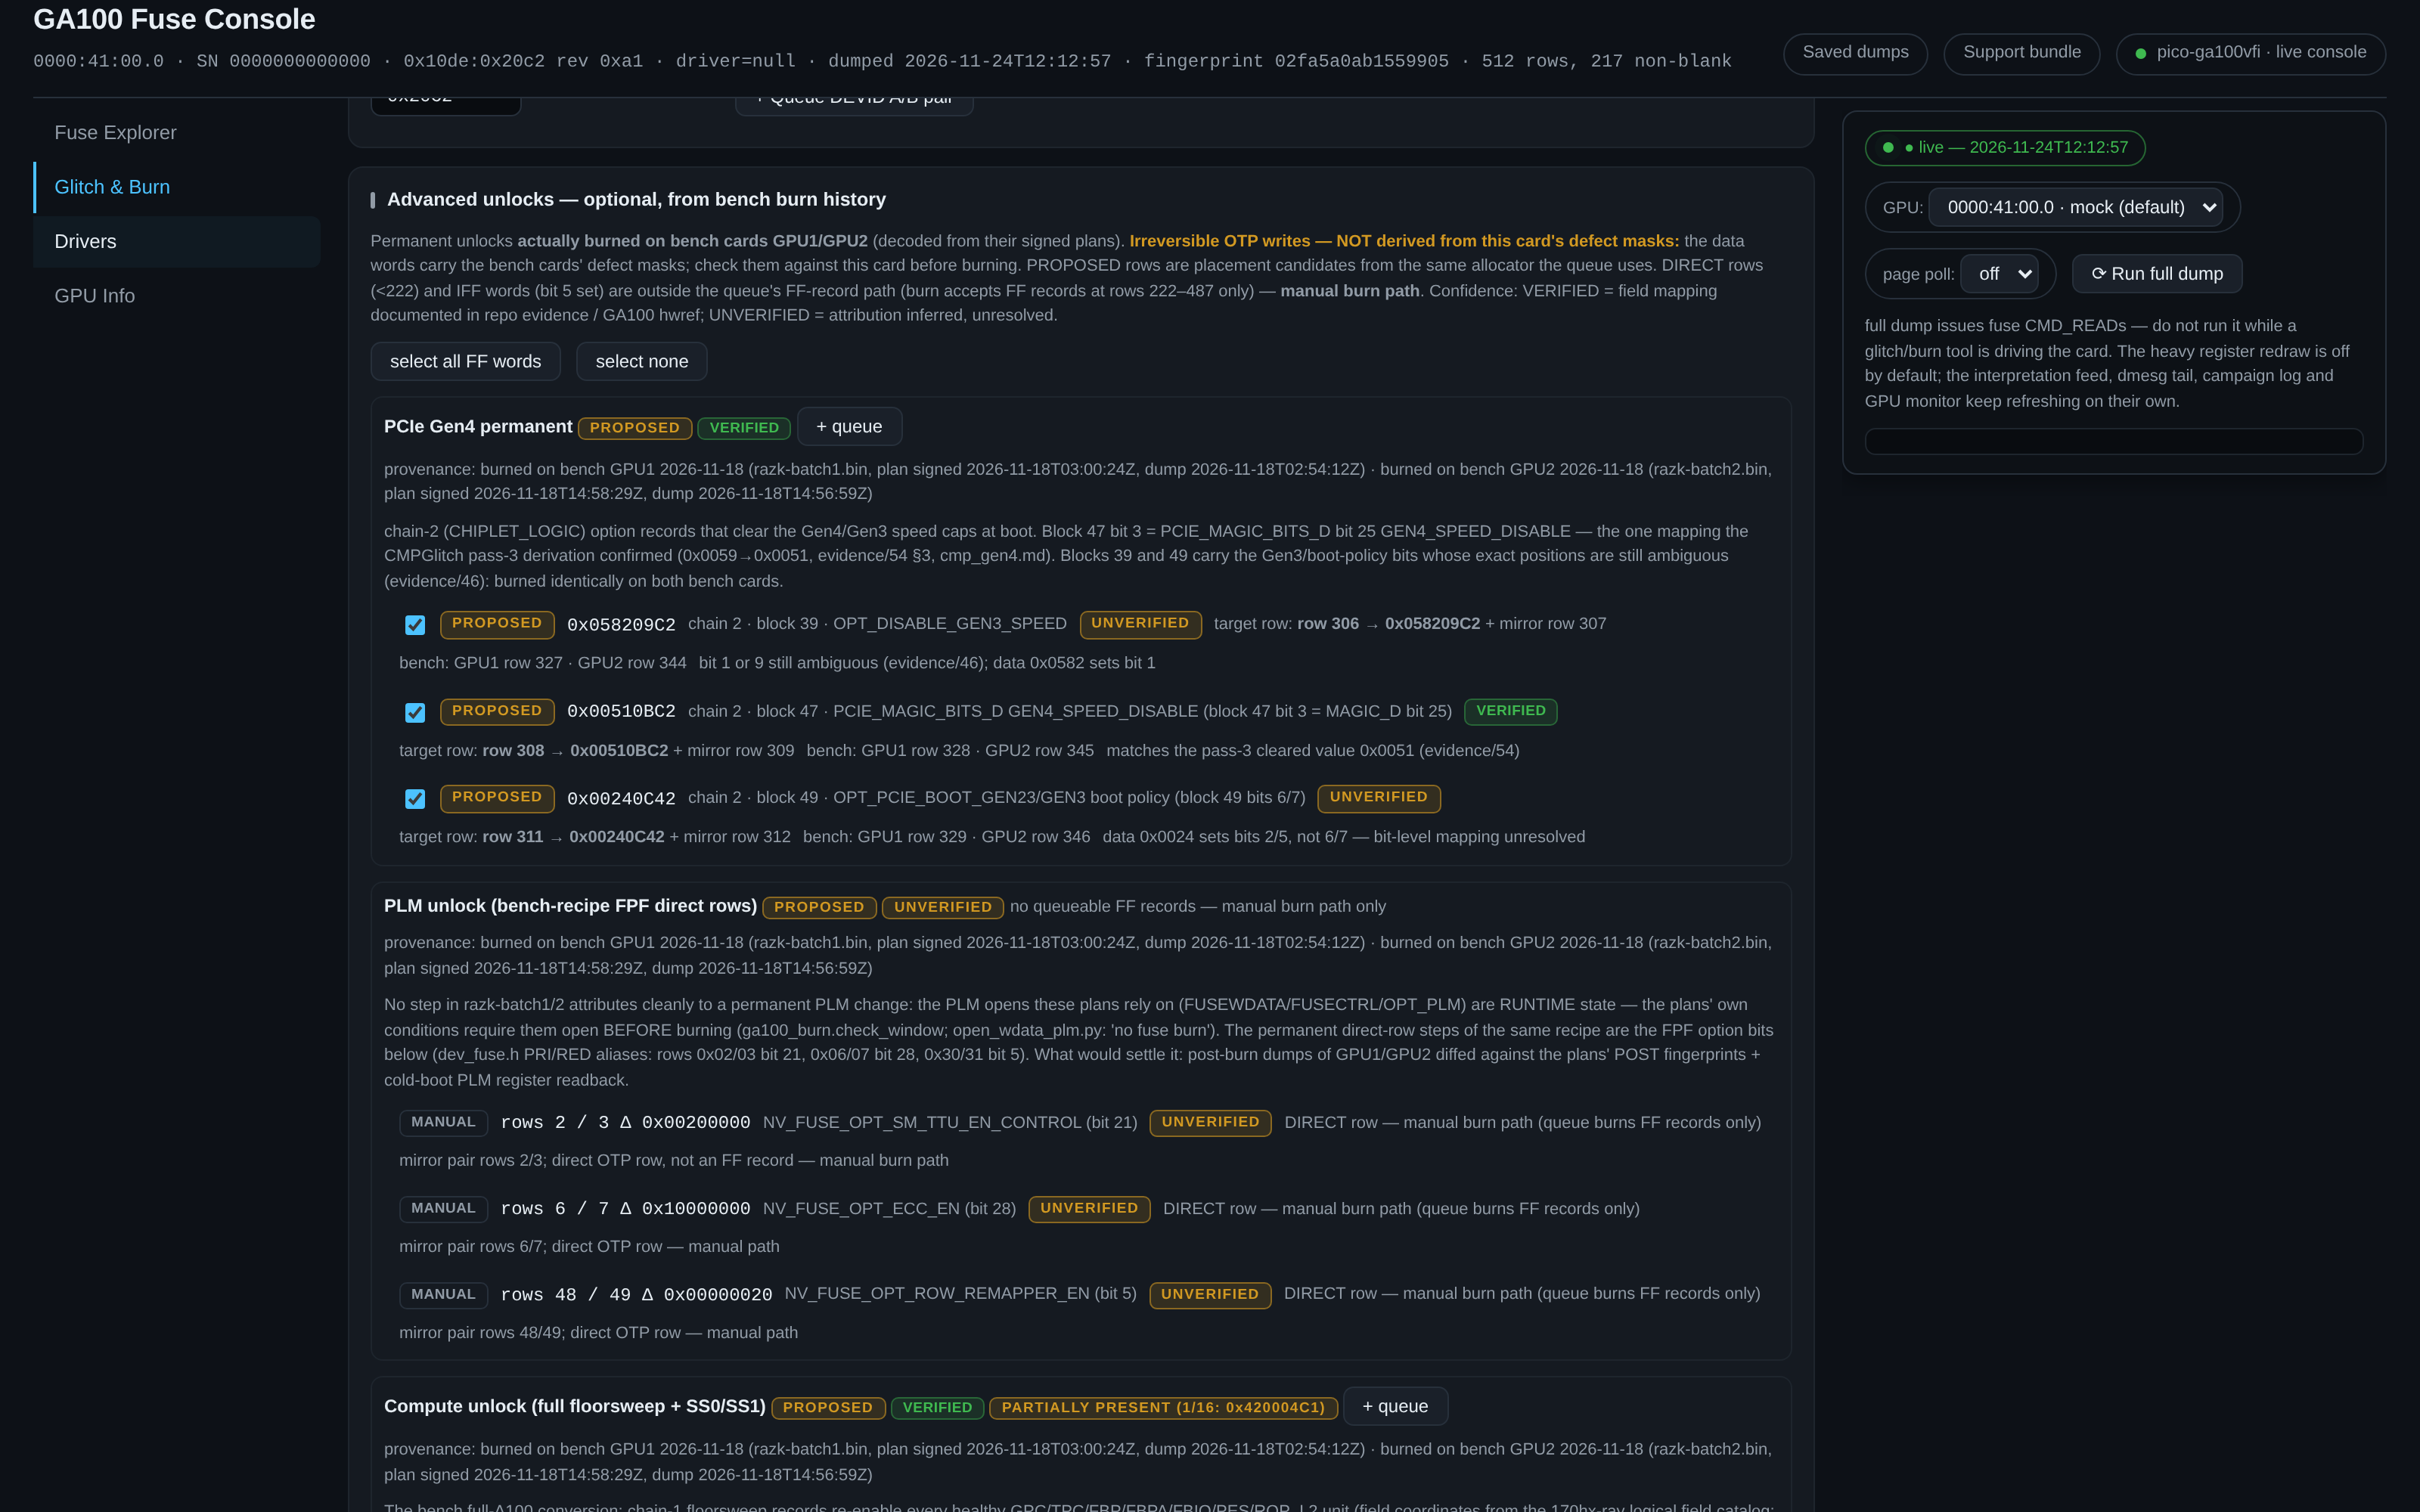 GA100 Fuse Console
0000:41:00.0 · SN 0000000000000 · 0x10de:0x20c2 rev 0xa1 · driver=null · dumped 2026-11-24T12:12:57 · fingerprint 02fa5a0ab1559905 · 512 rows, 217 non-blank
Saved dumps
Support bundle
pico-ga100vfi · live console
Fuse Explorer
Glitch & Burn
Drivers
GPU Info
+ Queue DEVID A/B pair
Advanced unlocks — optional, from bench burn history
Permanent unlocks actually burned on bench cards GPU1/GPU2 (decoded from their signed plans). Irreversible OTP writes — NOT derived from this card's defect masks: the data
words carry the bench cards' defect masks; check them against this card before burning. PROPOSED rows are placement candidates from the same allocator the queue uses. DIRECT rows
(<222) and IFF words (bit 5 set) are outside the queue's FF-record path (burn accepts FF records at rows 222–487 only) — manual burn path. Confidence: VERIFIED = field mapping
documented in repo evidence / GA100 hwref; UNVERIFIED = attribution inferred, unresolved.
select all FF words
select none
PCIe Gen4 permanent PROPOSED VERIFIED + queue
provenance: burned on bench GPU1 2026-11-18 (razk-batch1.bin, plan signed 2026-11-18T03:00:24Z, dump 2026-11-18T02:54:12Z) · burned on bench GPU2 2026-11-18 (razk-batch2.bin,
plan signed 2026-11-18T14:58:29Z, dump 2026-11-18T14:56:59Z)
chain-2 (CHIPLET_LOGIC) option records that clear the Gen4/Gen3 speed caps at boot. Block 47 bit 3 = PCIE_MAGIC_BITS_D bit 25 GEN4_SPEED_DISABLE — the one mapping the
CMPGlitch pass-3 derivation confirmed (0x0059→0x0051, evidence/54 §3, cmp_gen4.md). Blocks 39 and 49 carry the Gen3/boot-policy bits whose exact positions are still ambiguous
(evidence/46): burned identically on both bench cards.
PROPOSED 0x058209C2 chain 2 · block 39 · OPT_DISABLE_GEN3_SPEED UNVERIFIED target row: row 306 → 0x058209C2 + mirror row 307
bench: GPU1 row 327 · GPU2 row 344 bit 1 or 9 still ambiguous (evidence/46); data 0x0582 sets bit 1
PROPOSED 0x00510BC2 chain 2 · block 47 · PCIE_MAGIC_BITS_D GEN4_SPEED_DISABLE (block 47 bit 3 = MAGIC_D bit 25) VERIFIED
target row: row 308 → 0x00510BC2 + mirror row 309 bench: GPU1 row 328 · GPU2 row 345 matches the pass-3 cleared value 0x0051 (evidence/54)
PROPOSED 0x00240C42 chain 2 · block 49 · OPT_PCIE_BOOT_GEN23/GEN3 boot policy (block 49 bits 6/7) UNVERIFIED
target row: row 311 → 0x00240C42 + mirror row 312 bench: GPU1 row 329 · GPU2 row 346 data 0x0024 sets bits 2/5, not 6/7 — bit-level mapping unresolved
PLM unlock (bench-recipe FPF direct rows) PROPOSED UNVERIFIED no queueable FF records — manual burn path only
provenance: burned on bench GPU1 2026-11-18 (razk-batch1.bin, plan signed 2026-11-18T03:00:24Z, dump 2026-11-18T02:54:12Z) · burned on bench GPU2 2026-11-18 (razk-batch2.bin,
plan signed 2026-11-18T14:58:29Z, dump 2026-11-18T14:56:59Z)
No step in razk-batch1/2 attributes cleanly to a permanent PLM change: the PLM opens these plans rely on (FUSEWDATA/FUSECTRL/OPT_PLM) are RUNTIME state — the plans' own
conditions require them open BEFORE burning (ga100_burn.check_window; open_wdata_plm.py: 'no fuse burn'). The permanent direct-row steps of the same recipe are the FPF option bits
below (dev_fuse.h PRI/RED aliases: rows 0x02/03 bit 21, 0x06/07 bit 28, 0x30/31 bit 5). What would settle it: post-burn dumps of GPU1/GPU2 diffed against the plans' POST fingerprints +
cold-boot PLM register readback.
MANUAL rows 2 / 3 Δ 0x00200000 NV_FUSE_OPT_SM_TTU_EN_CONTROL (bit 21) UNVERIFIED DIRECT row — manual burn path (queue burns FF records only)
mirror pair rows 2/3; direct OTP row, not an FF record — manual burn path
MANUAL rows 6 / 7 Δ 0x10000000 NV_FUSE_OPT_ECC_EN (bit 28) UNVERIFIED DIRECT row — manual burn path (queue burns FF records only)
mirror pair rows 6/7; direct OTP row — manual path
MANUAL rows 48 / 49 Δ 0x00000020 NV_FUSE_OPT_ROW_REMAPPER_EN (bit 5) UNVERIFIED DIRECT row — manual burn path (queue burns FF records only)
mirror pair rows 48/49; direct OTP row — manual path
Compute unlock (full floorsweep + SS0/SS1) PROPOSED VERIFIED PARTIALLY PRESENT (1/16: 0x420004C1) + queue
provenance: burned on bench GPU1 2026-11-18 (razk-batch1.bin, plan signed 2026-11-18T03:00:24Z, dump 2026-11-18T02:54:12Z) · burned on bench GPU2 2026-11-18 (razk-batch2.bin,
plan signed 2026-11-18T14:58:29Z, dump 2026-11-18T14:56:59Z)
The bench full-A100 conversion: chain-1 floorsweep records re-enable every healthy GPC/TPC/FBP/FBPA/FBIO/PES/ROP_L2 unit (field coordinates from the 170hx-ray logical field catalog;
● live — 2026-11-24T12:12:57
GPU: 0000:41:00.0 · mock (default)
page poll: off
⟳ Run full dump
full dump issues fuse CMD_READs — do not run it while a
glitch/burn tool is driving the card. The heavy register redraw is off
by default; the interpretation feed, dmesg tail, campaign log and
GPU monitor keep refreshing on their own.